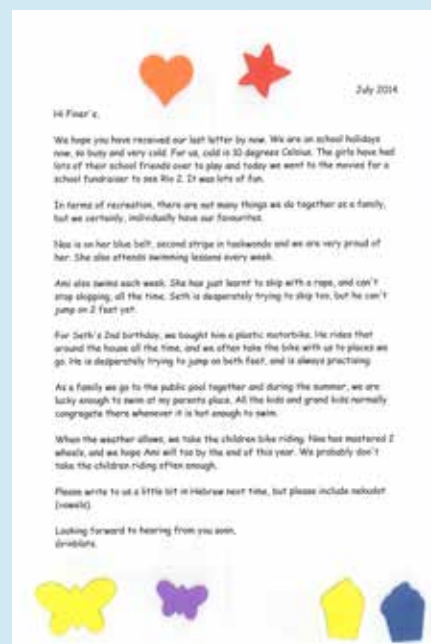 July 2014
Hi Finer's,
We hope you have received our last letter by now. We are on school holidays
now, so busy and very cold. For us, cold is 10 degrees Celsius. The girls have had
lots of their school friends over to play and today we went to the movies for a
school fundraiser to see Rio 2. It was lots of fun.
In terms of recreation, there are not many things we do together as a family,
but we certainly, individually have our favourites.
Noa is on her blue belt, second stripe in taekwondo and we are very proud of
her. She also attends swimming lessons every week.
Ami also swims each week. She has just learnt to skip with a rope, and can't
stop skipping, all the time. Seth is desperately trying to skip too, but he can't
jump on 2 feet yet.
For Seth's 2nd birthday, we bought him a plastic motorbike. He rides that
around the house all the time, and we often take the bike with us to places we
go. He is desperately trying to jump on both feet, and is always practising.
As a family we go to the public pool together and during the summer, we are
lucky enough to swim at my parents place. All the kids and grand kids normally
congregate there whenever it is hot enough to swim.
When the weather allows, we take the children bike riding. Noa has mastered 2
wheels, and we hope Ami will too by the end of this year. We probably don't
take the children riding often enough.
Please write to us a little bit in Hebrew next time, but please include nekudot
(vowels).
Looking forward to hearing from you soon,